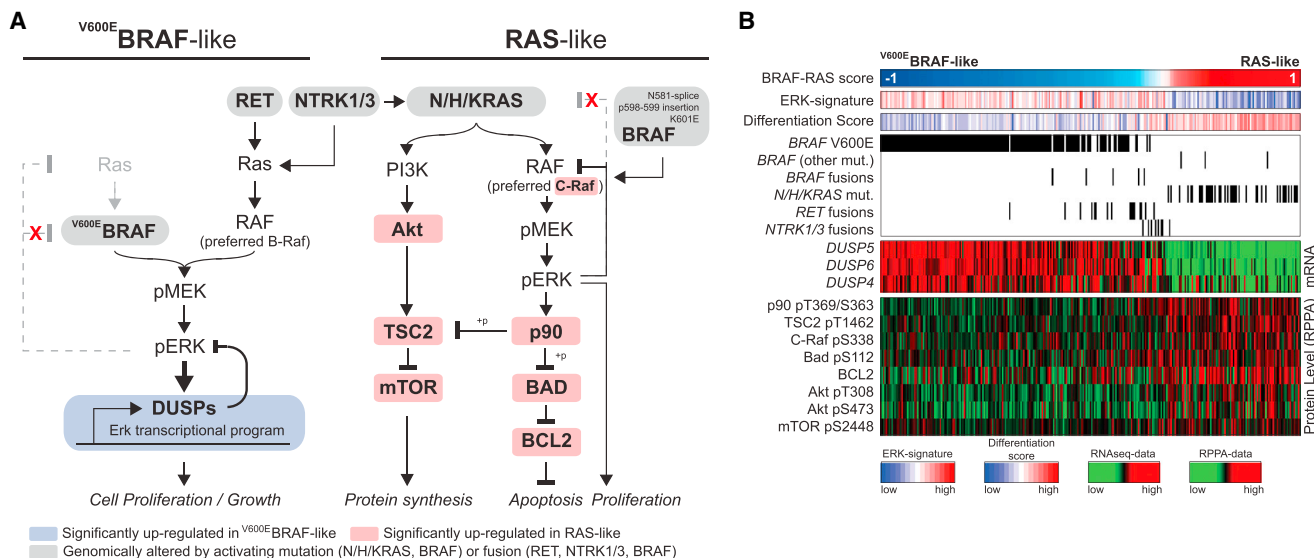 A
V600EBRAF-like
RAS-like
RET
NTRK1/3
N/H/KRAS
X
N581-splice
p598-599 insertion
K601E
BRAF
Ras
Ras
PI3K
RAF
(preferred C-Raf )
X
V600EBRAF
RAF
(preferred B-Raf)
Akt
pMEK
pMEK
pERK
TSC2
+p
p90
pERK
+p
mTOR
BAD
DUSPs
Erk transcriptional program
BCL2
Cell Proliferation / Growth
Protein synthesis
Apoptosis
Proliferation
Significantly up-regulated in V600EBRAF-like
Significantly up-regulated in RAS-like
Genomically altered by activating mutation (N/H/KRAS, BRAF) or fusion (RET, NTRK1/3, BRAF)
B
V600EBRAF-like
RAS-like
BRAF-RAS score
-1
1
ERK-signature
Differentiation Score
BRAF V600E
BRAF (other mut.)
BRAF fusions
N/H/KRAS mut.
RET fusions
NTRK1/3 fusions
DUSP5
DUSP6
DUSP4
mRNA
p90 pT369/S363
TSC2 pT1462
C-Raf pS338
Bad pS112
BCL2
Akt pT308
Akt pS473
mTOR pS2448
Protein Level (RPPA)
ERK-signature
low high
Differentiation
score
low high
RNAseq-data
low high
RPPA-data
low high